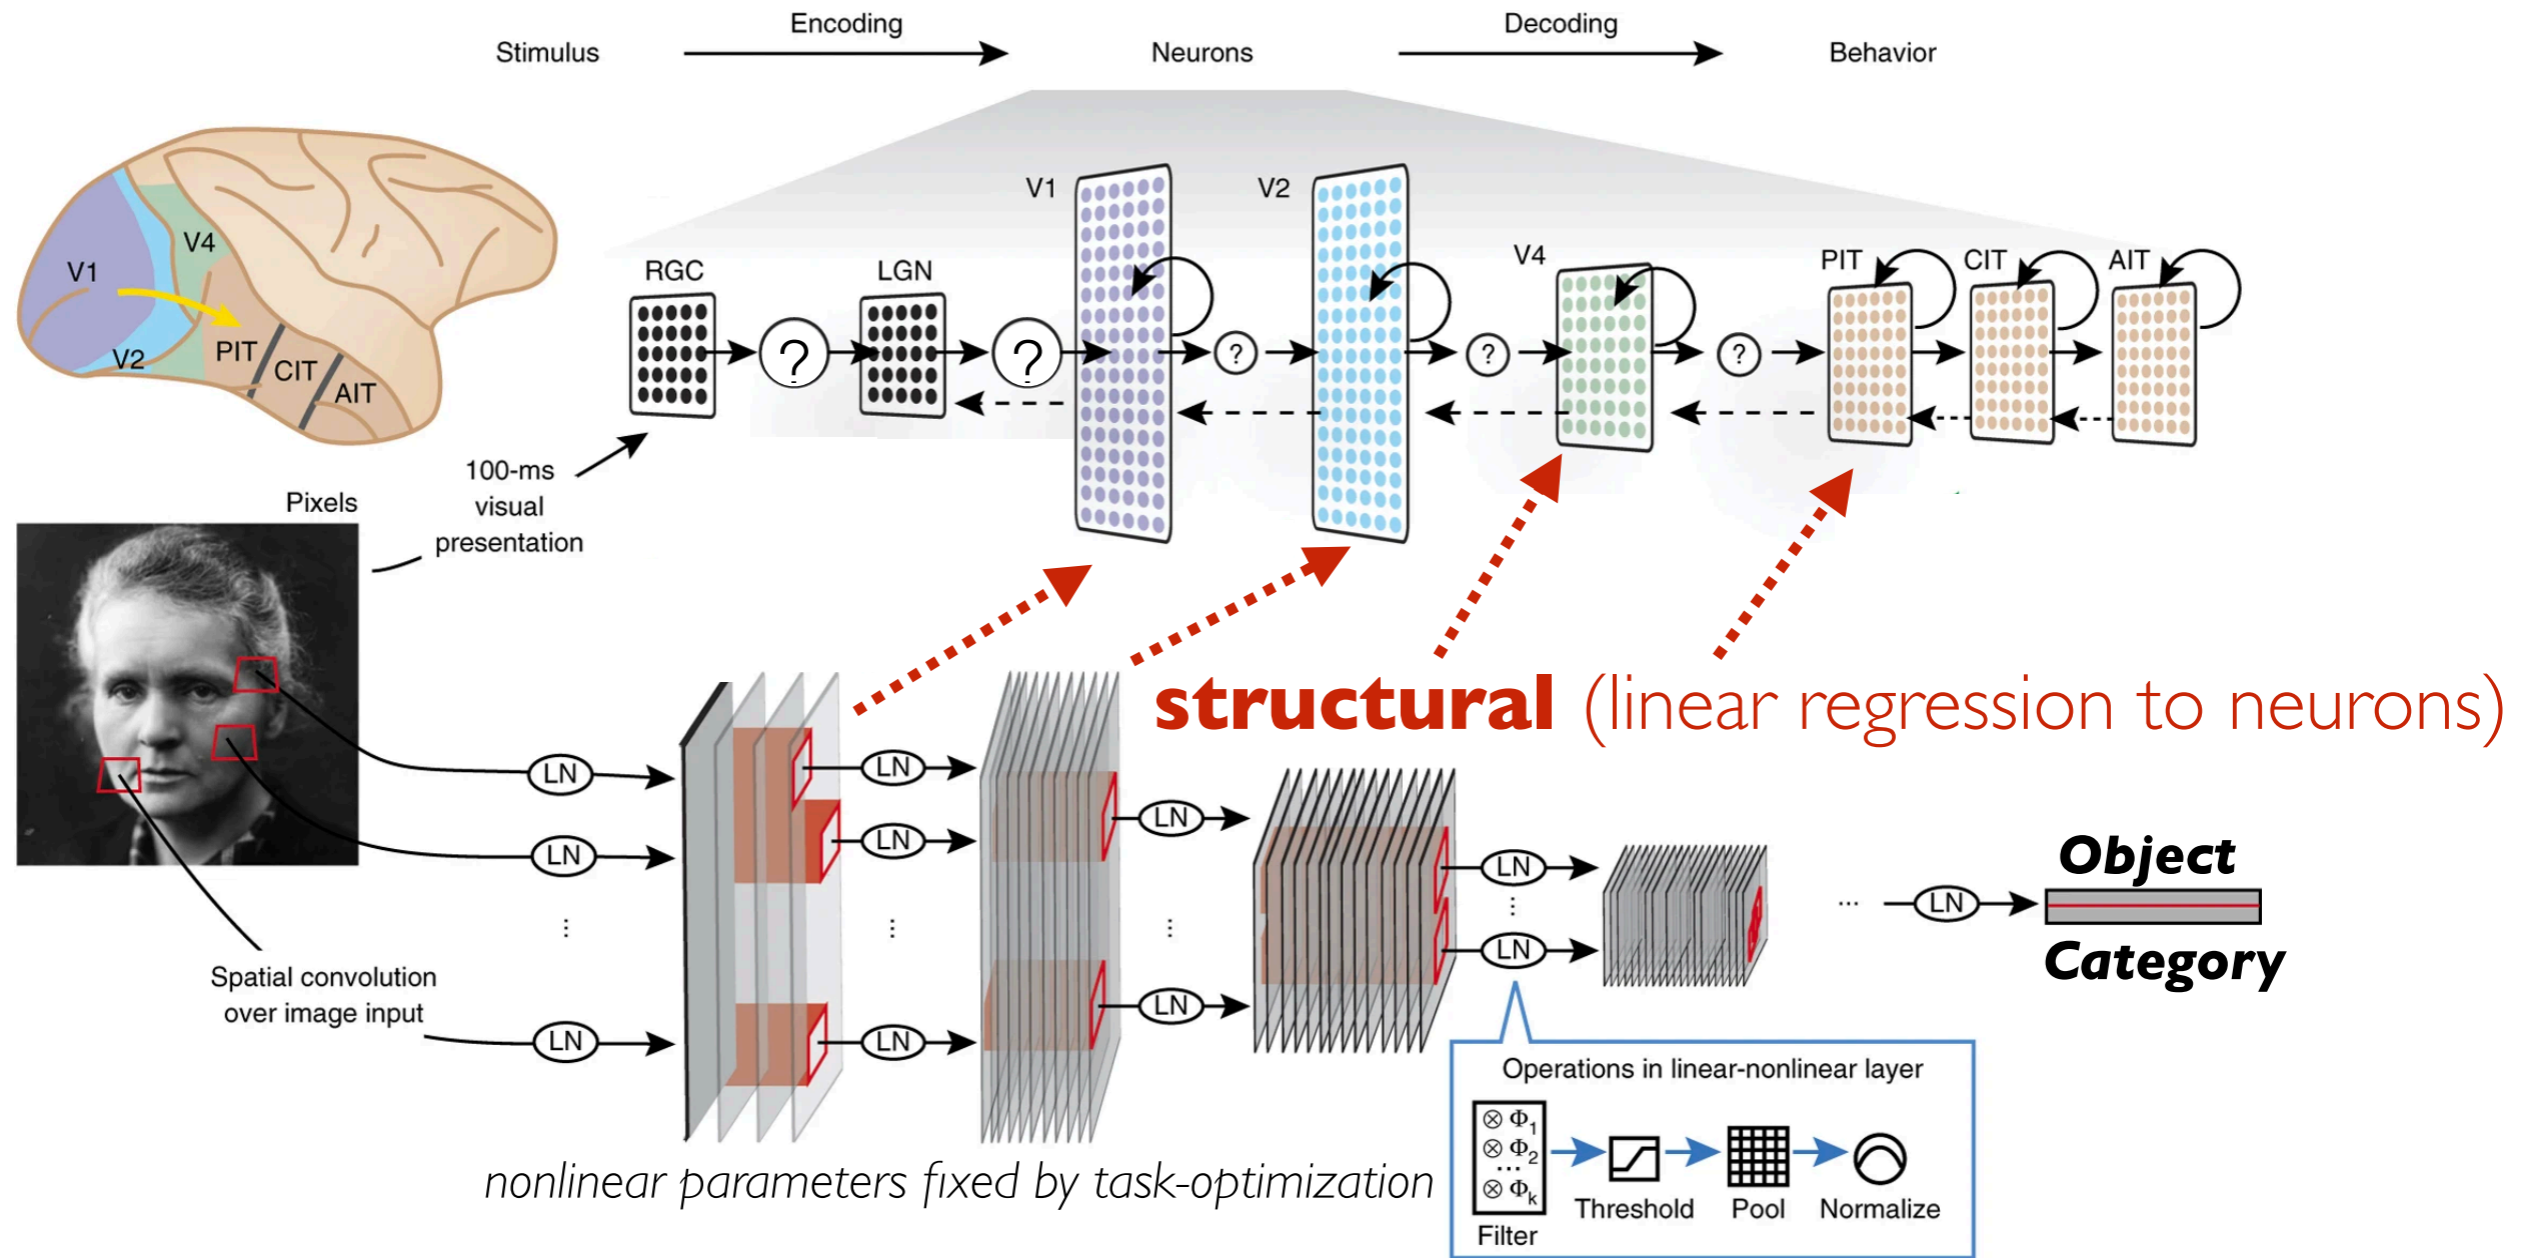 Stimulus
Encoding
Neurons
Decoding
Behavior
V1
V2
V4
PIT
CIT
AIT
RGC
?
LGN
?
V1
?
V2
?
V4
?
PIT
CIT
AIT
100-ms
visual
presentation
Pixels
structural (linear regression to neurons)
LN
LN
...
LN
LN
LN
...
LN
LN
...
LN
LN
...
LN
...
LN
Object
Category
Spatial convolution
over image input
nonlinear parameters fixed by task-optimization
Operations in linear-nonlinear layer
⊗ Φ1
⊗ Φ2
...
⊗ Φk
Filter
Threshold
Pool
Normalize